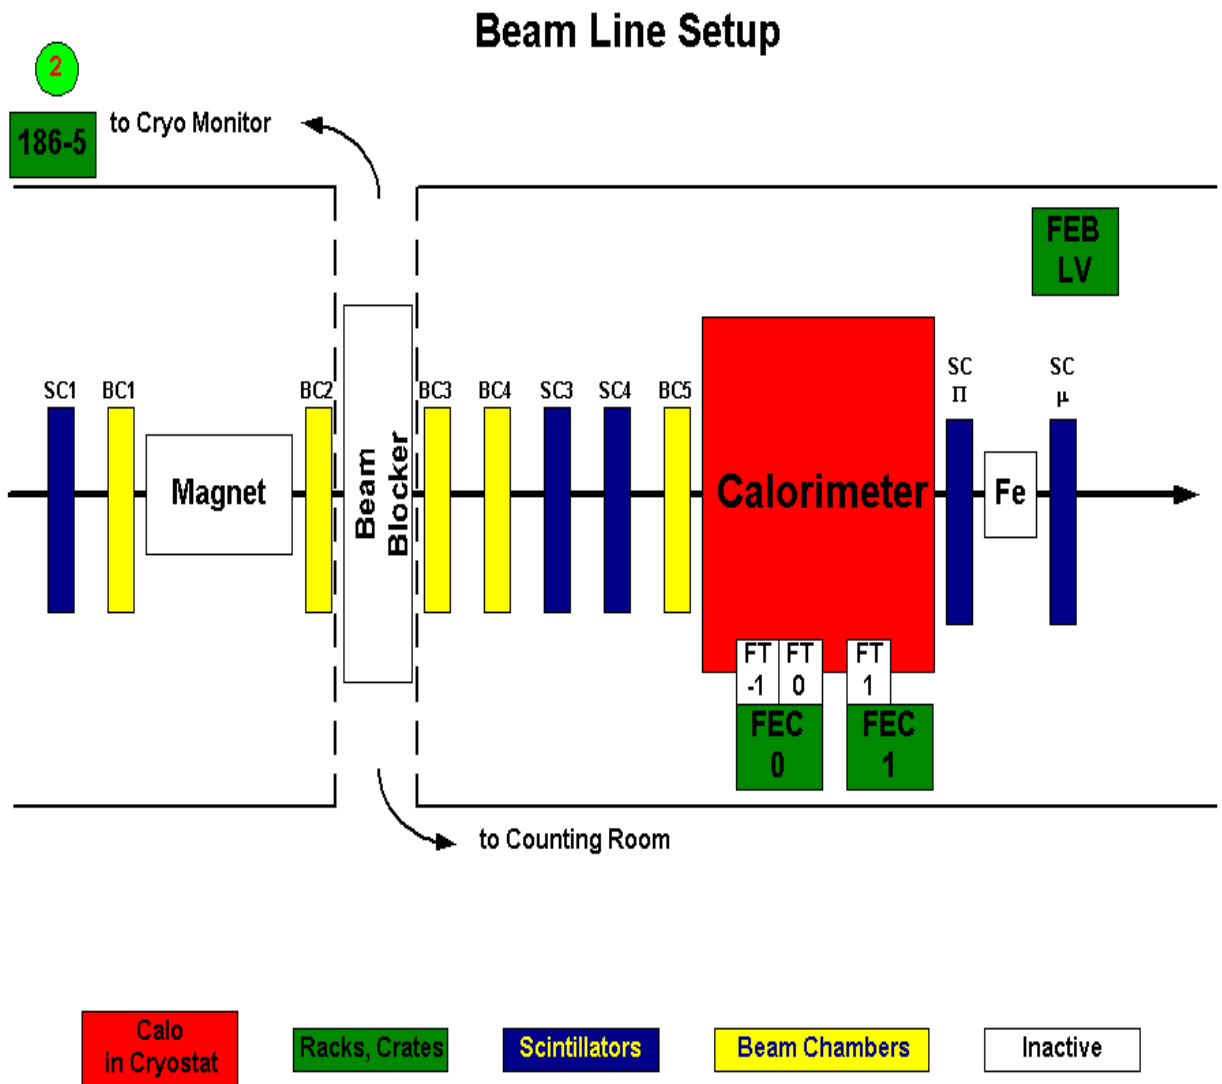 Beam Line Setup
2
186-5
to Cryo Monitor
FEB
LV
SC1
BC1
Magnet
BC2
Beam
Blocker
BC3
BC4
SC3
SC4
BC5
Calorimeter
SC
Π
Fe
SC
μ
FT
-1
FT
0
FT
1
FEC
0
FEC
1
to Counting Room
Calo
in Cryostat
Racks, Crates
Scintillators
Beam Chambers
Inactive